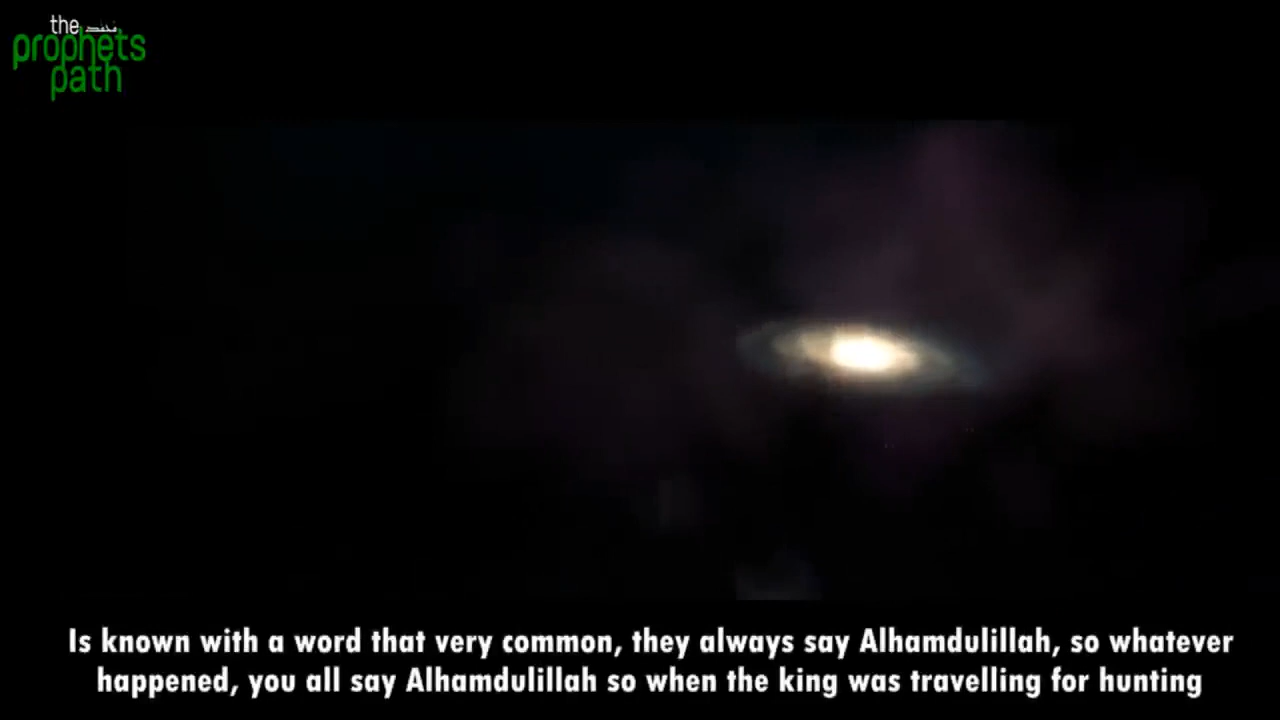 the محمد
prophets
path
Is known with a word that very common, they always say Alhamdulillah, so whatever
happened, you all say Alhamdulillah so when the king was travelling for hunting